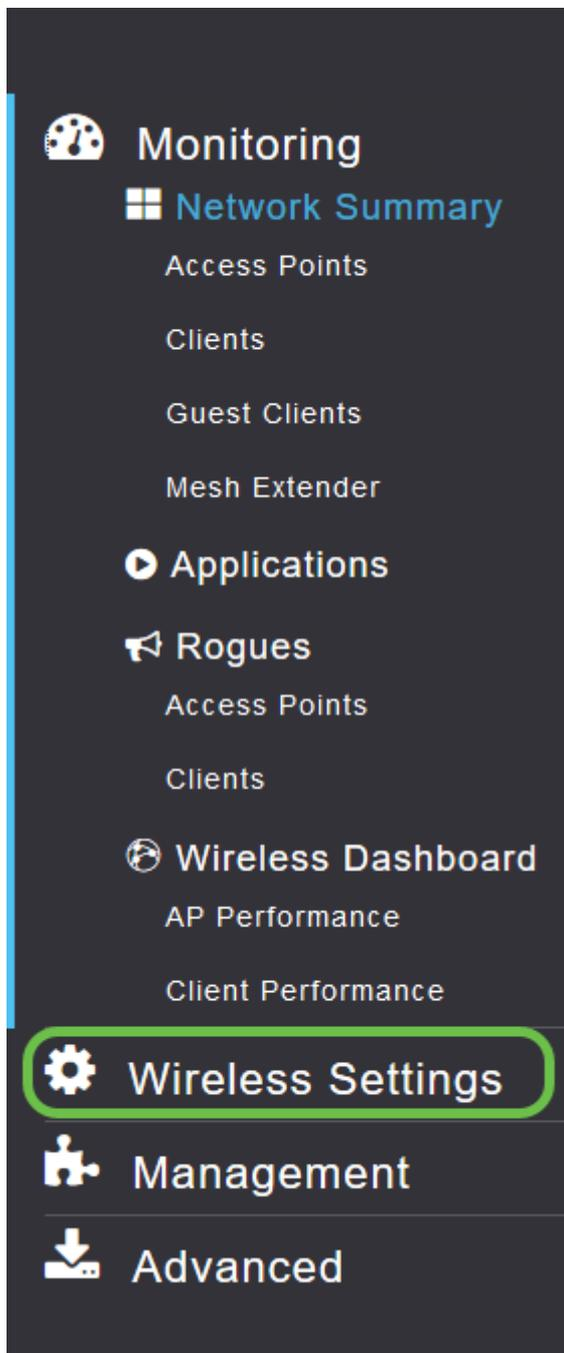 Monitoring
Network Summary
Access Points
Clients
Guest Clients
Mesh Extender
Applications
Rogues
Access Points
Clients
Wireless Dashboard
AP Performance
Client Performance
Wireless Settings
Management
Advanced